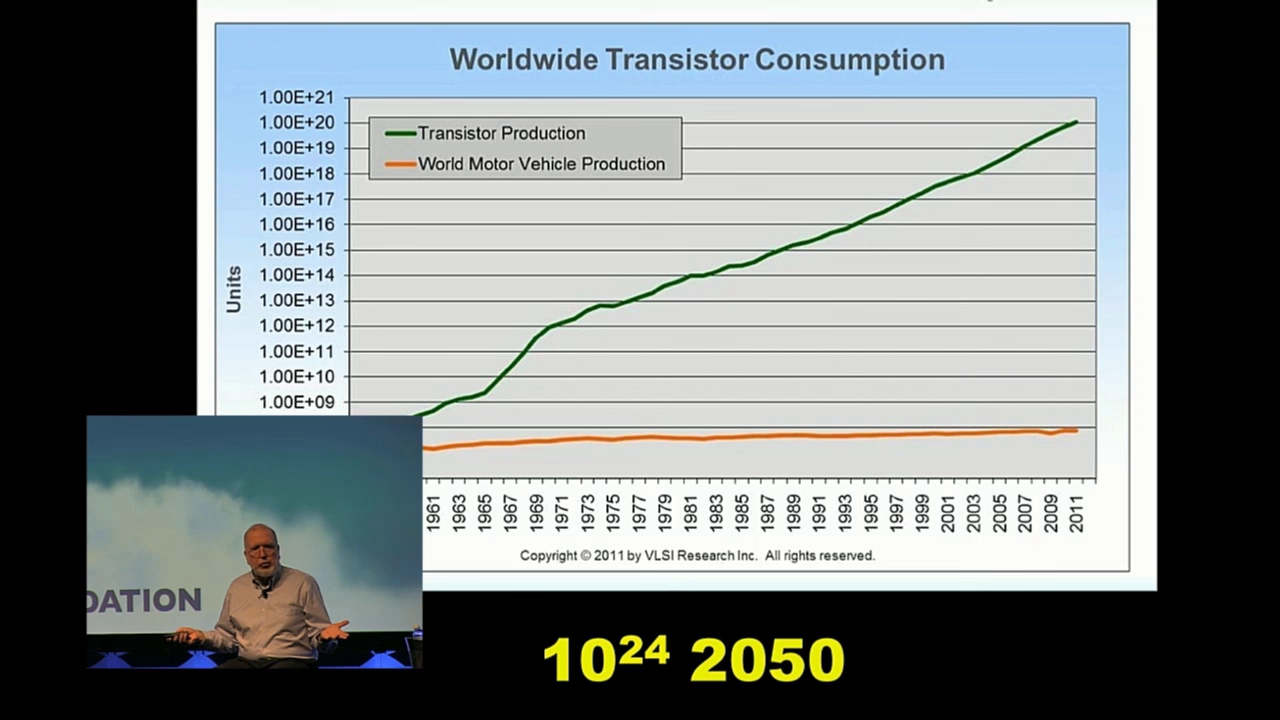 Worldwide Transistor Consumption
1.00E+21
1.00E+20
1.00E+19
1.00E+18
1.00E+17
1.00E+16
1.00E+15
1.00E+14
1.00E+13
1.00E+12
1.00E+11
1.00E+10
1.00E+09
Units
Transistor Production
World Motor Vehicle Production
1961 1963 1965 1967 1969 1971 1973 1975 1977 1979 1981 1983 1985 1987 1989 1991 1993 1995 1997 1999 2001 2003 2005 2007 2009 2011
Copyright © 2011 by VLSI Research Inc. All rights reserved.
DATION
10²⁴ 2050